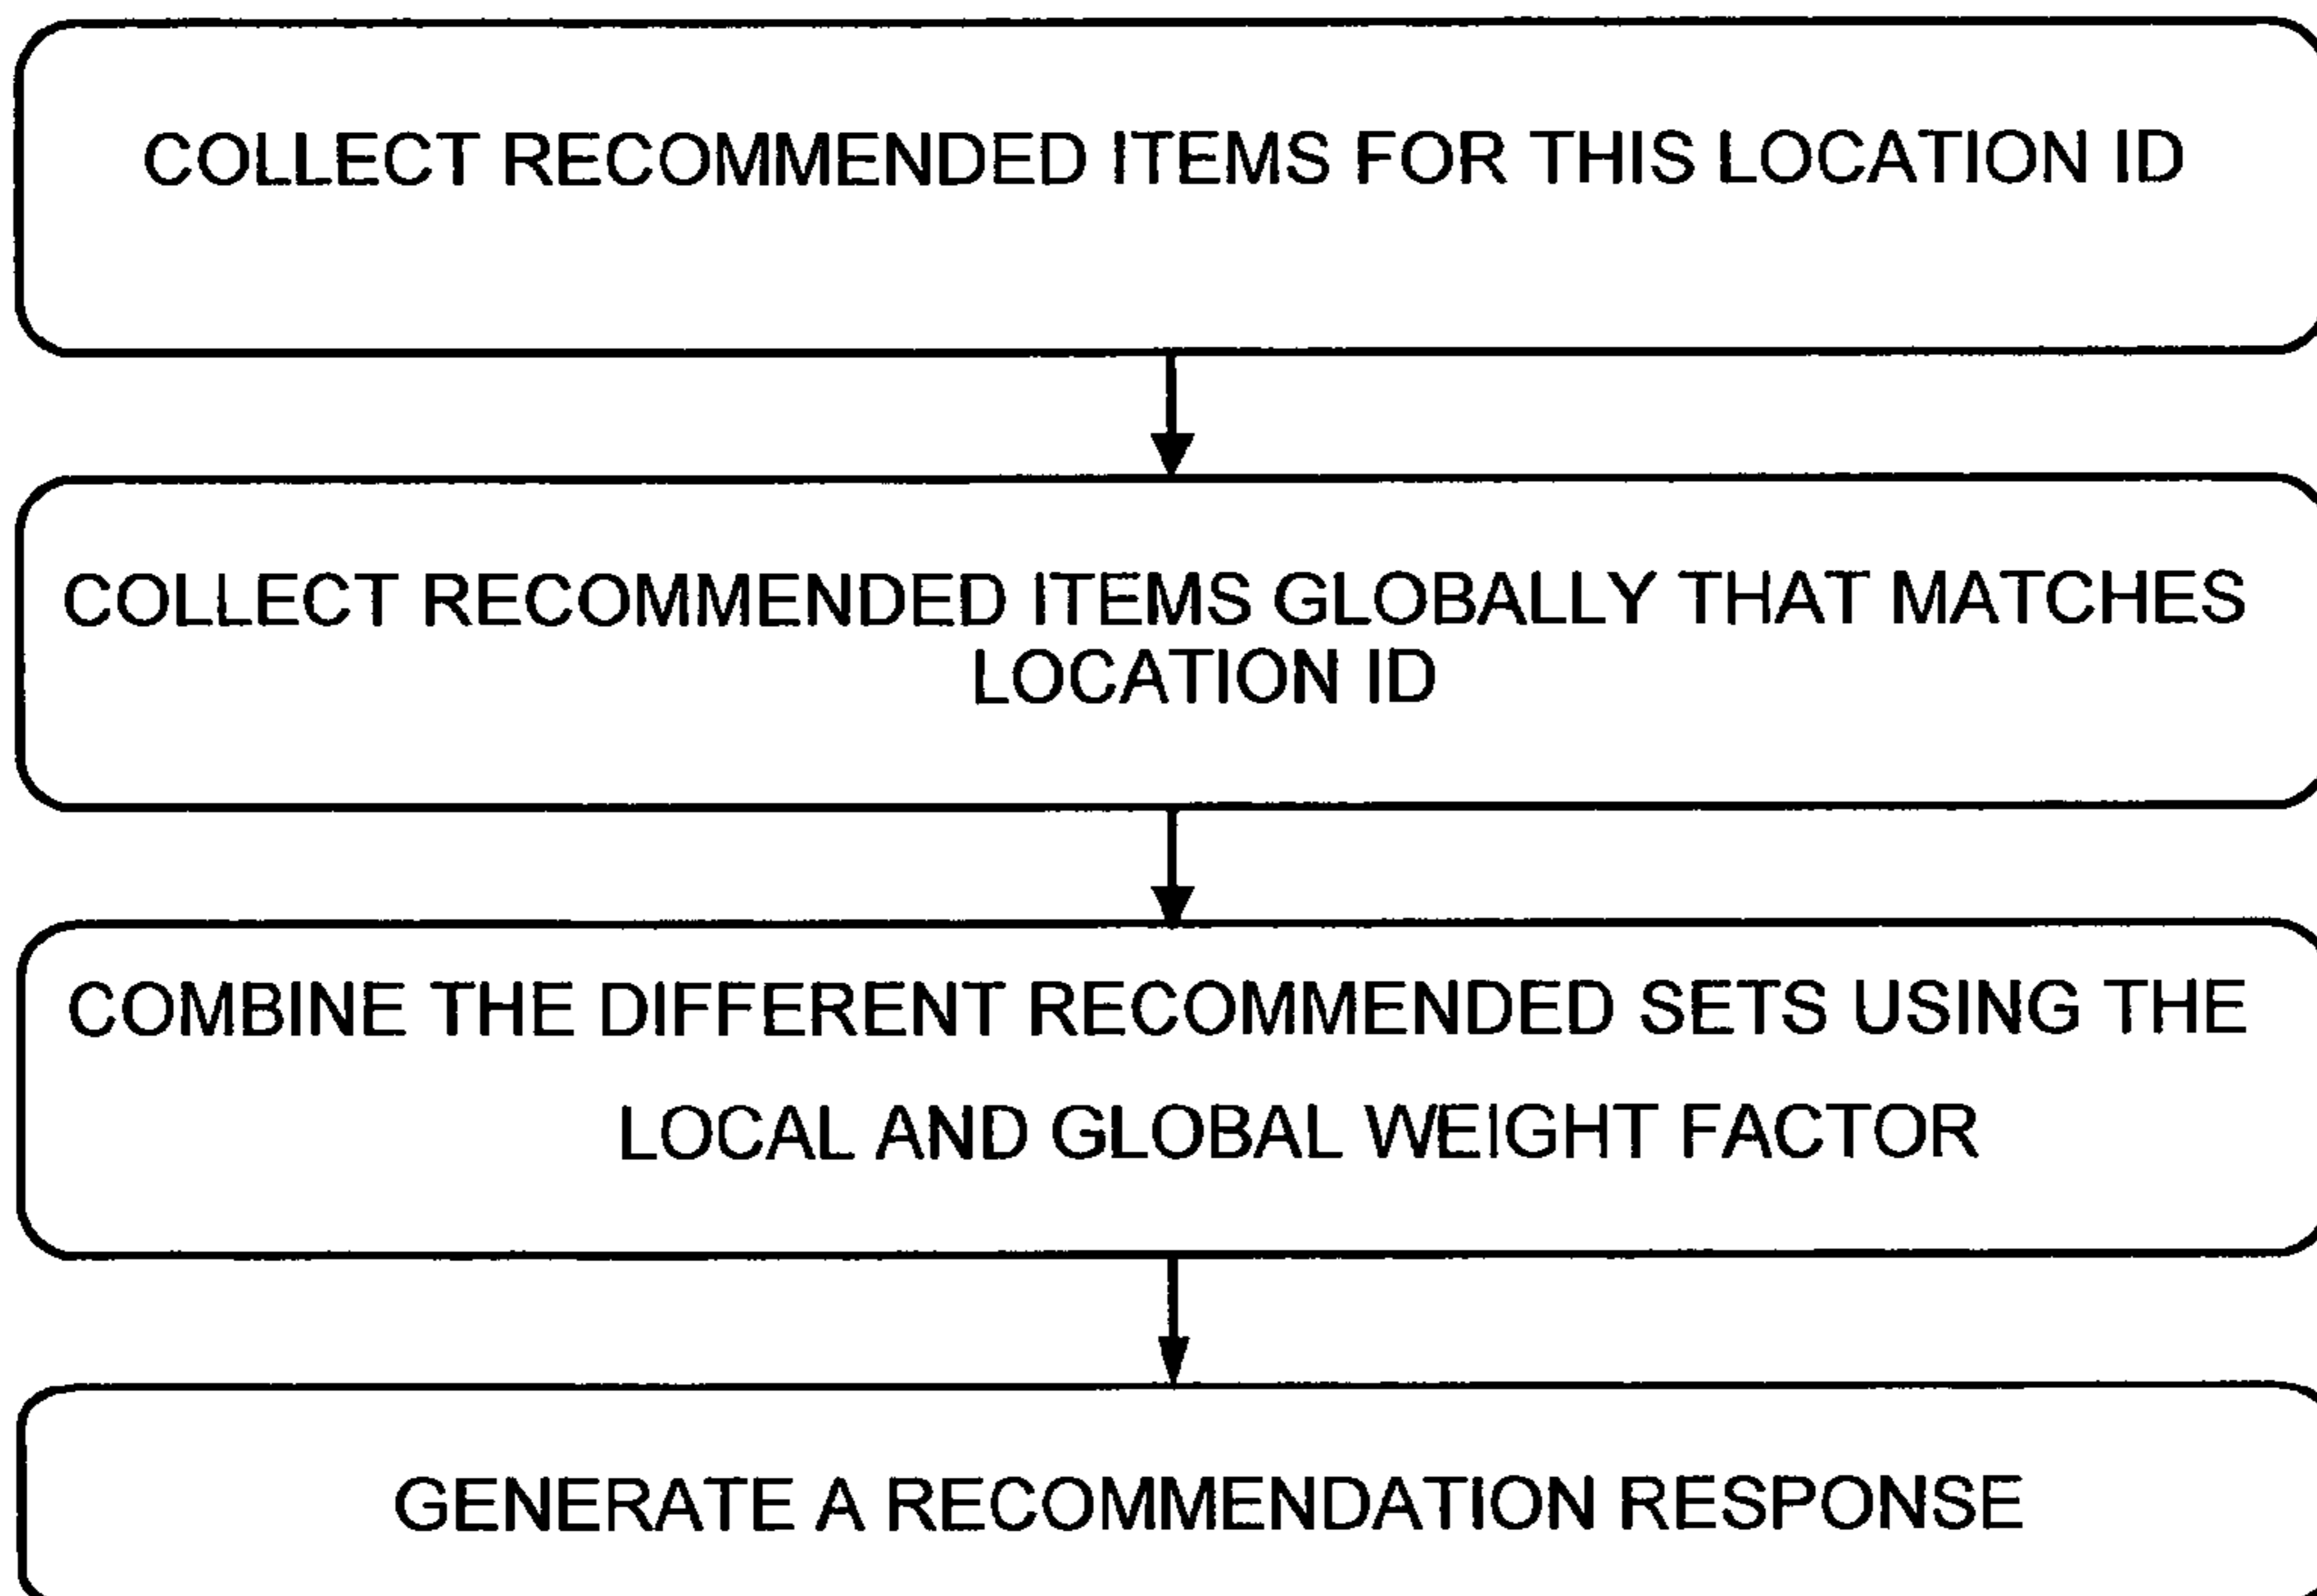 COLLECT RECOMMENDED ITEMS FOR THIS LOCATION ID
COLLECT RECOMMENDED ITEMS GLOBALLY THAT MATCHES
LOCATION ID
COMBINE THE DIFFERENT RECOMMENDED SETS USING THE
LOCAL AND GLOBAL WEIGHT FACTOR
GENERATE A RECOMMENDATION RESPONSE